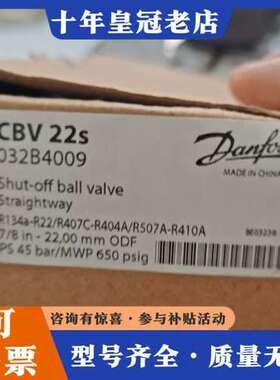 十年皇冠老店
CBV 22s
032B4009
Danfoss
MADE IN CHINA
Shut-off ball valve
Straightway
R134a-R22/R407C-R404A/R507A-R410A
7/8 in - 22,00 mm ODF
PS 45 bar/MWP 650 psig
咨询有惊喜·参与补贴活动
票
型号齐全·质量无忧